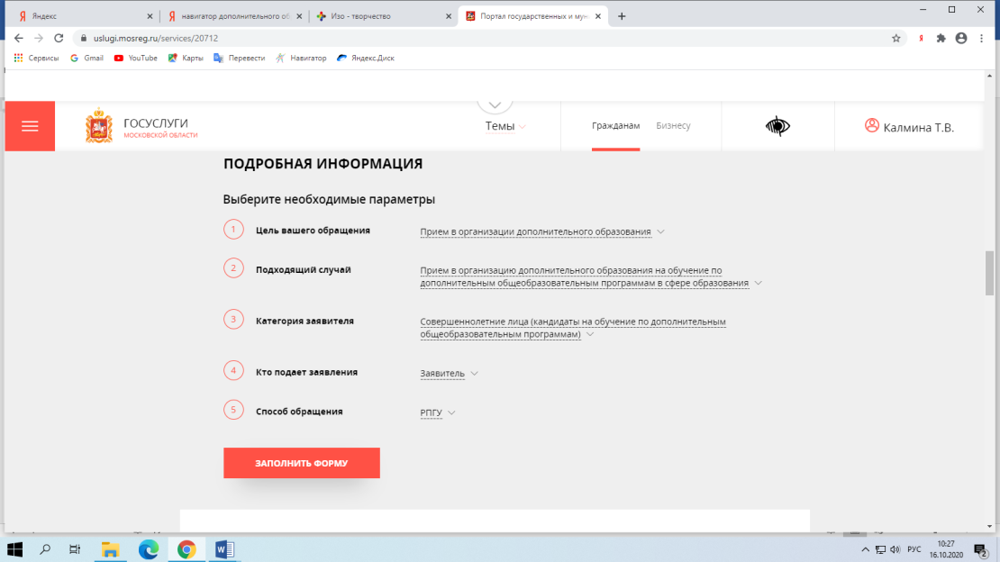 Яндекс
навигатор дополнительного об
Изо - творчество
Портал государственных и мун
uslugi.mosreg.ru/services/20712
Сервисы
Gmail
YouTube
Карты
Перевести
Навигатор
Яндекс.Диск
ГОСУСЛУГИ
МОСКОВСКОЙ ОБЛАСТИ
Темы
Гражданам
Бизнесу
Калмина Т.В.
ПОДРОБНАЯ ИНФОРМАЦИЯ
Выберите необходимые параметры
1 Цель вашего обращения
Прием в организации дополнительного образования
2 Подходящий случай
Прием в организацию дополнительного образования на обучение по
дополнительным общеобразовательным программам в сфере образования
3 Категория заявителя
Совершеннолетние лица (кандидаты на обучение по дополнительным
общеобразовательным программам)
4 Кто подает заявления
Заявитель
5 Способ обращения
РПГУ
ЗАПОЛНИТЬ ФОРМУ
РУС
10:27
16.10.2020
2